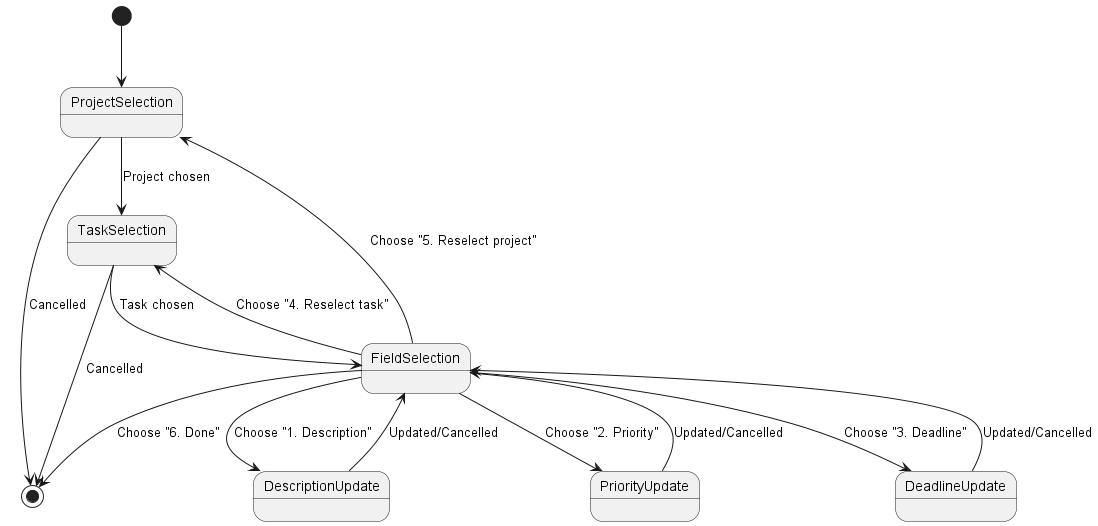 ProjectSelection
Project chosen
TaskSelection
Choose "5. Reselect project"
Cancelled
Task chosen
Choose "4. Reselect task"
FieldSelection
Cancelled
Choose "6. Done"
Choose "1. Description"
Updated/Cancelled
Choose "2. Priority"
Updated/Cancelled
Choose "3. Deadline"
Updated/Cancelled
DescriptionUpdate
PriorityUpdate
DeadlineUpdate